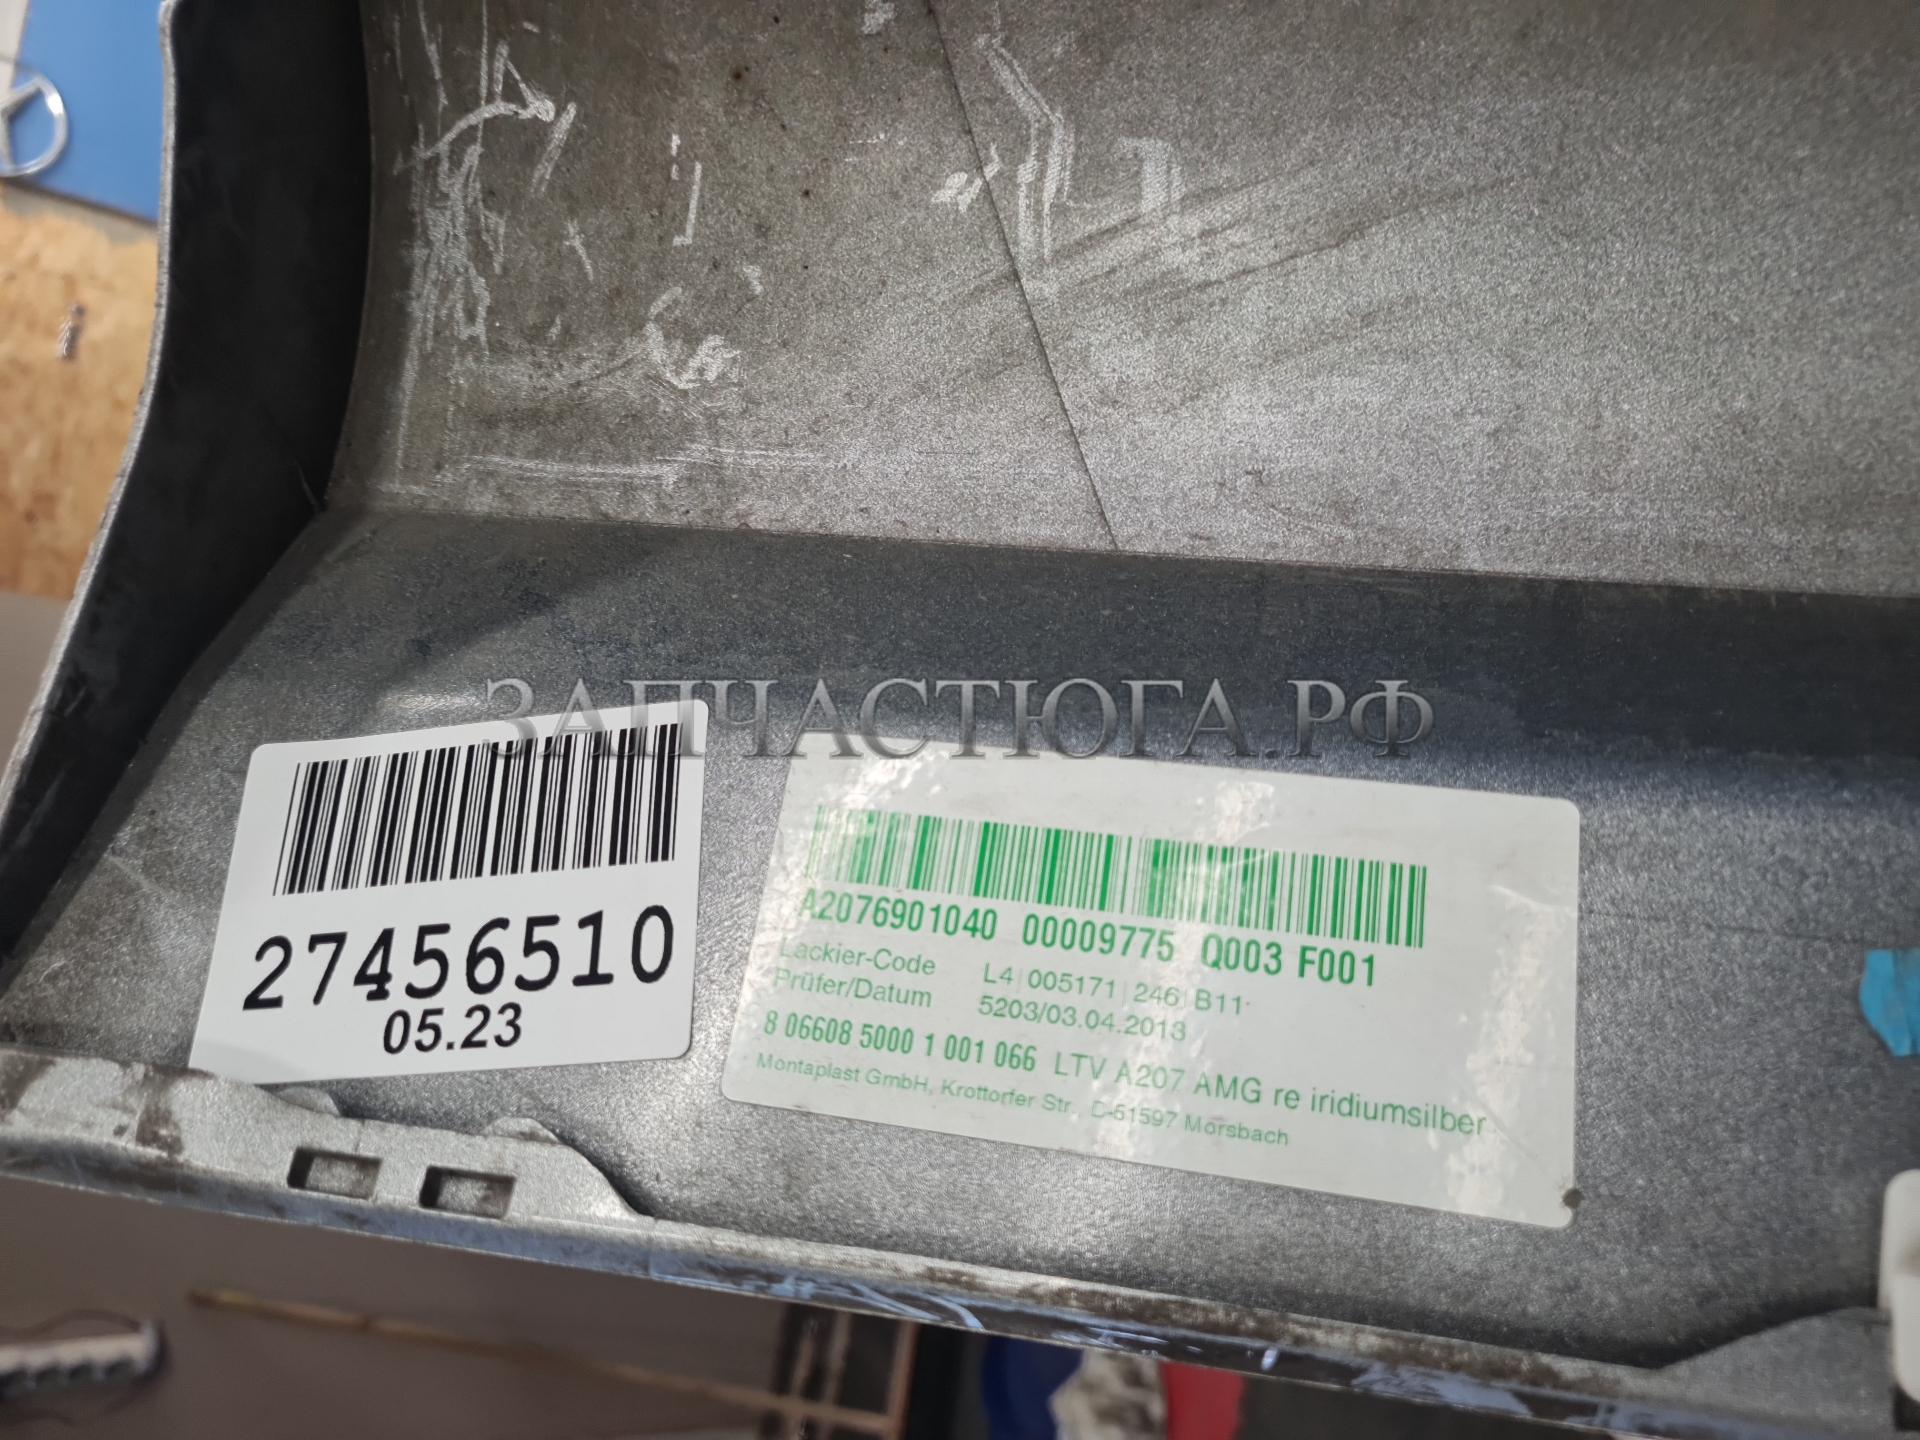 ЗАПЧАСТЮГА.РФ
27456510
05.23
A2076901040 00009775 Q003 F001
Lackier-Code L4|005171|246|B11
Prüfer/Datum 5203/03.04.2013
8 06608 5000 1 001 066 LTV A207 AMG re iridiumsilber
Montaplast GmbH, Krottorfer Str., D-51597 Morsbach